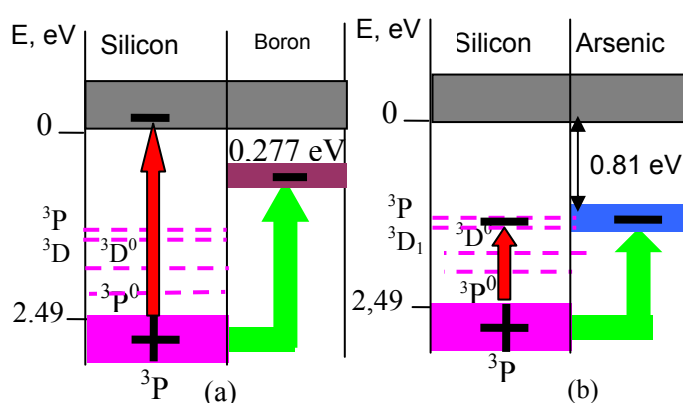 E, eV
Silicon
Boron
0
0.277 eV
³P
³D
³D⁰
³P⁰
2.49
³P
(a)
E, eV
Silicon
Arsenic
0
0.81 eV
³P
³D₁
³D⁰
³P⁰
2,49
³P
(b)